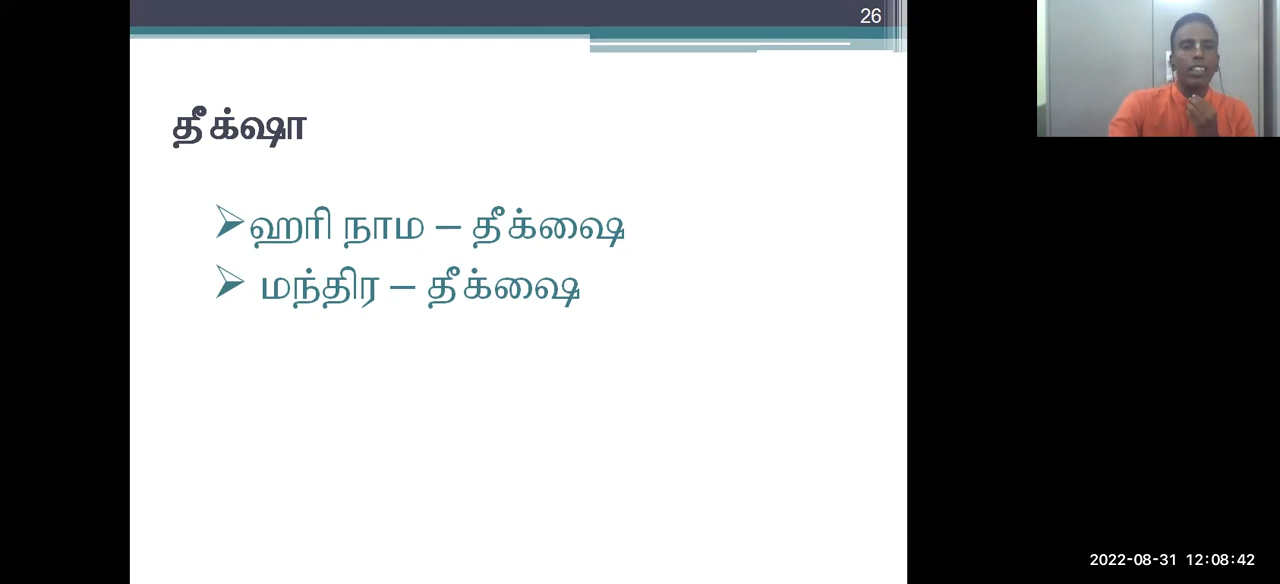 26
தீக்ஷா
➢ஹரி நாம – தீக்ஷை
➢ மந்திர – தீக்ஷை
2022-08-31 12:08:42